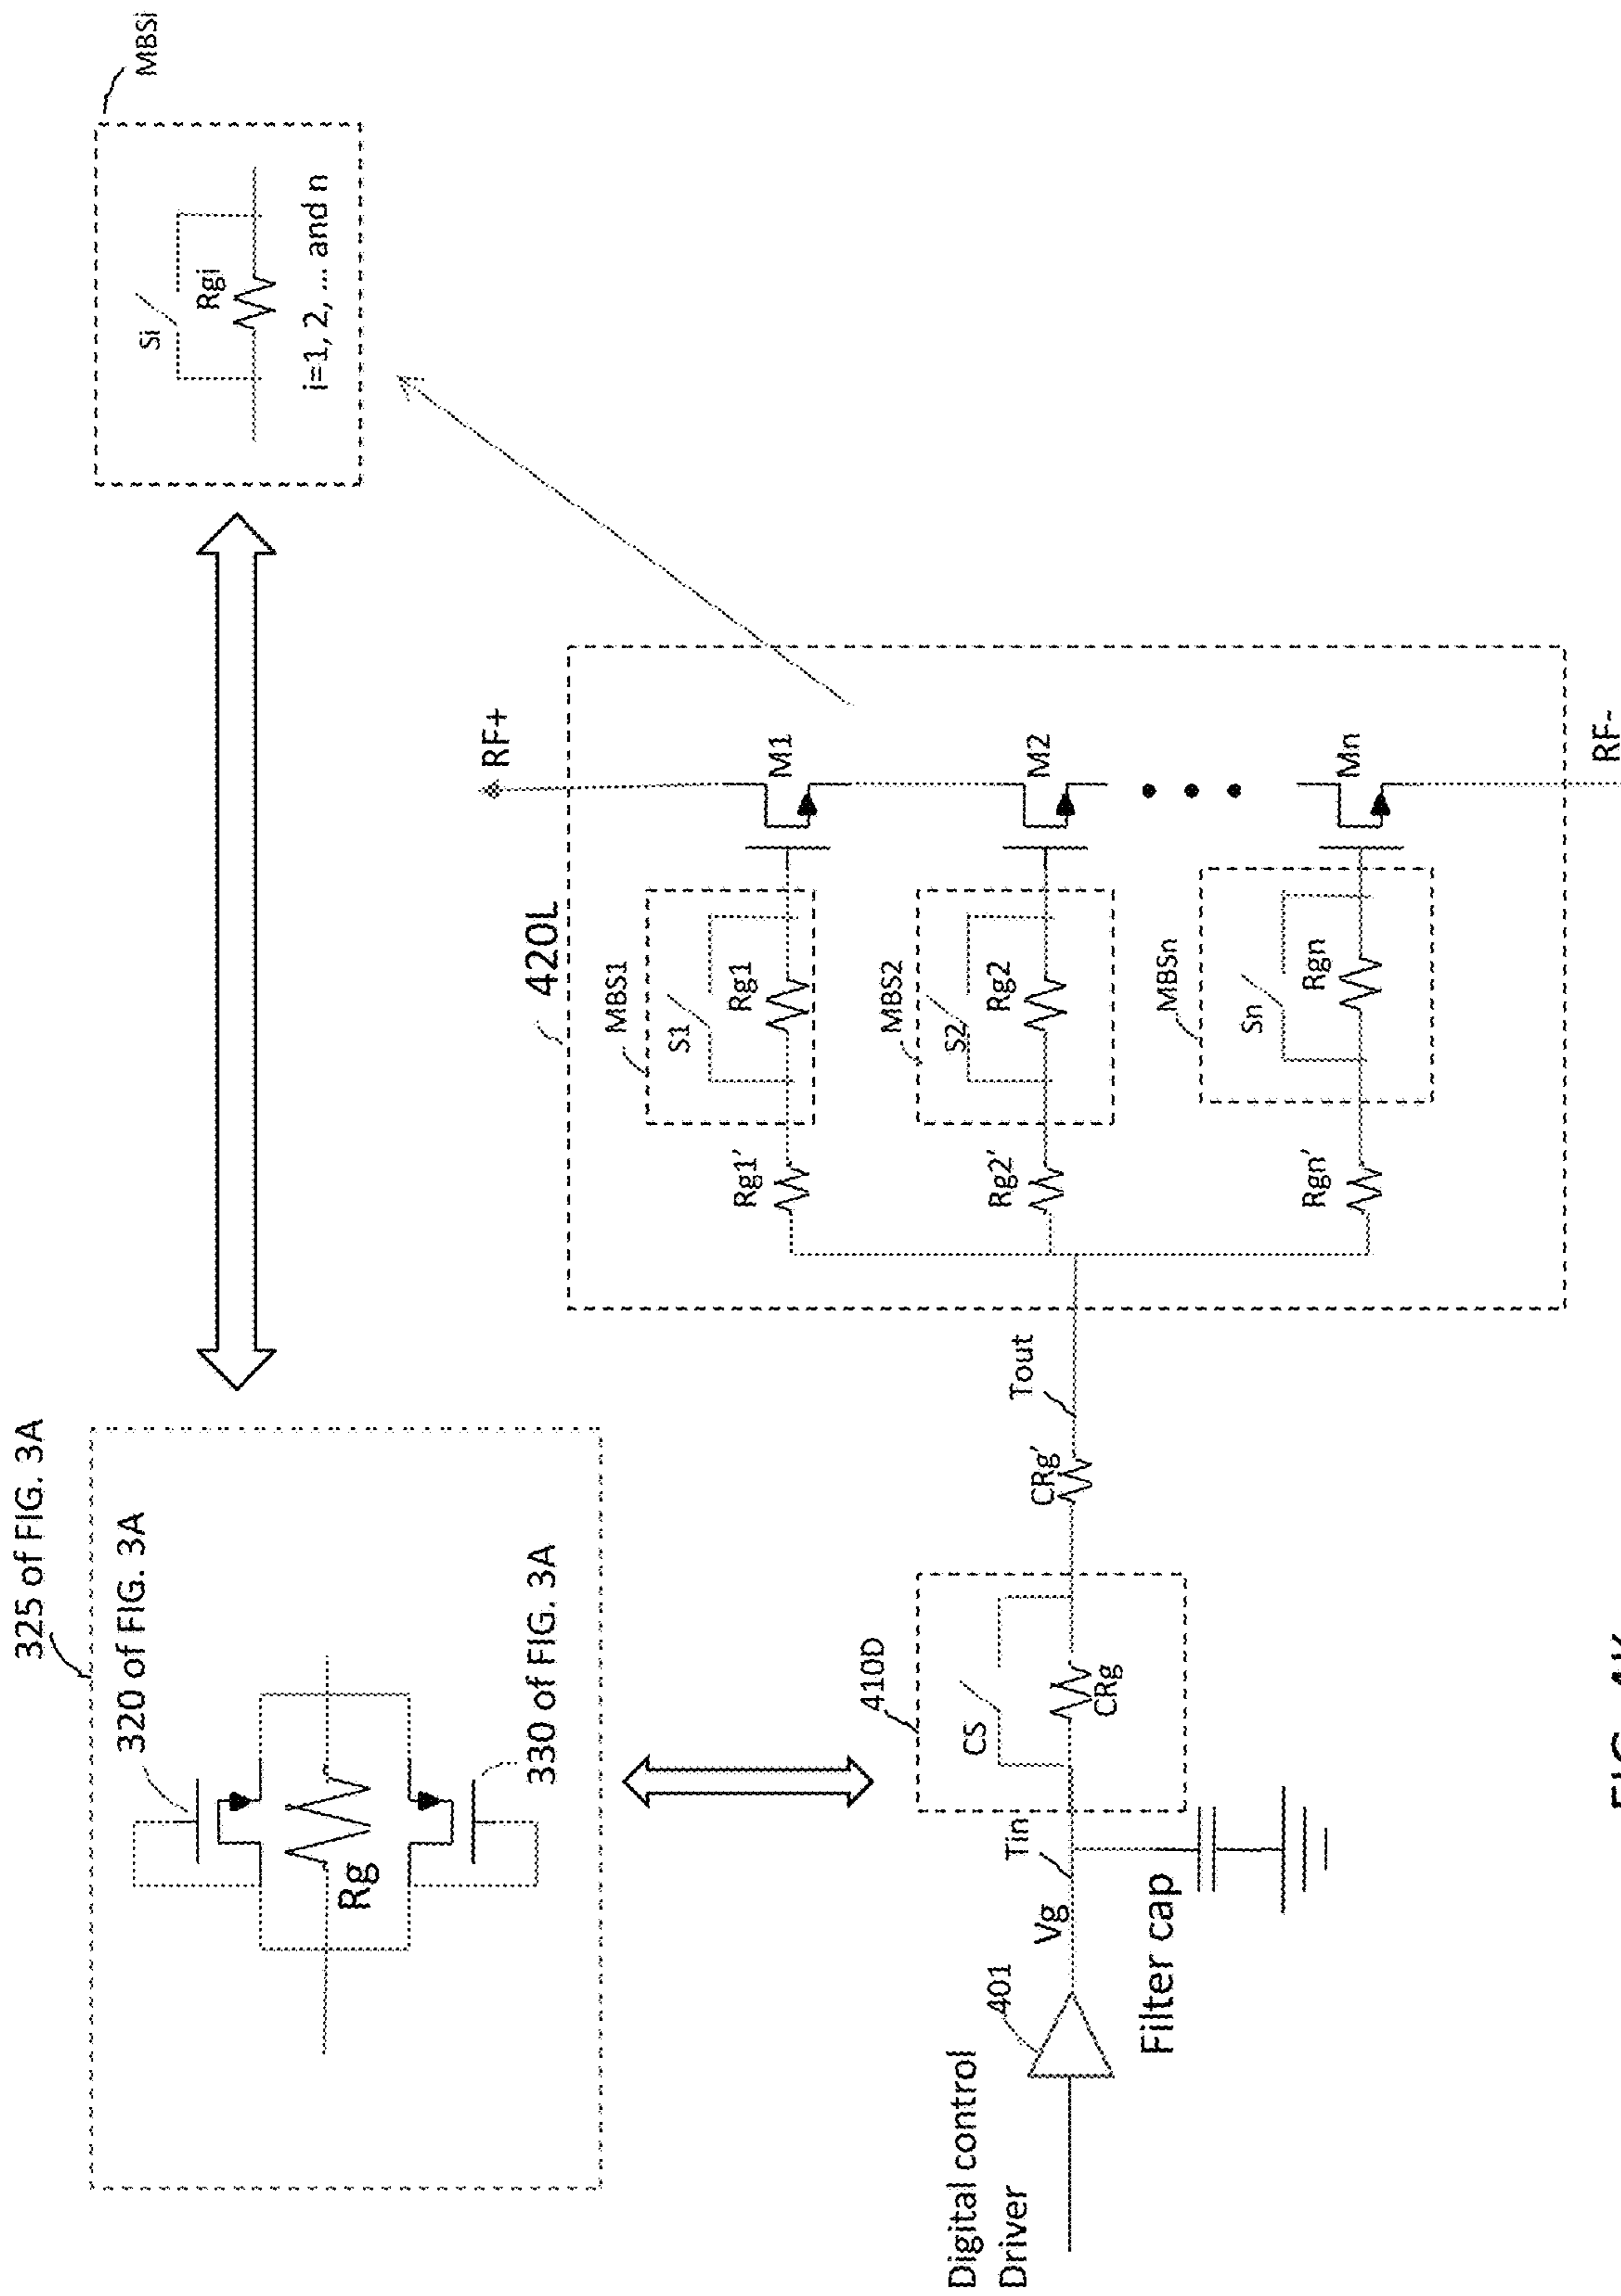 325 of FIG. 3A
320 of FIG. 3A
Rg
330 of FIG. 3A
MBSi
Si
Rgi
i=1, 2, ... and n
420L
RF+
MBS1
S1
Rg1
Rg1'
M1
MBS2
S2
Rg2
Rg2'
M2
MBSn
Sn
Rgn
Rgn'
Mn
RF-
Digital control
Driver
401
Vg
Tin
Filter cap
410D
CS
CRg
CRg'
Tout